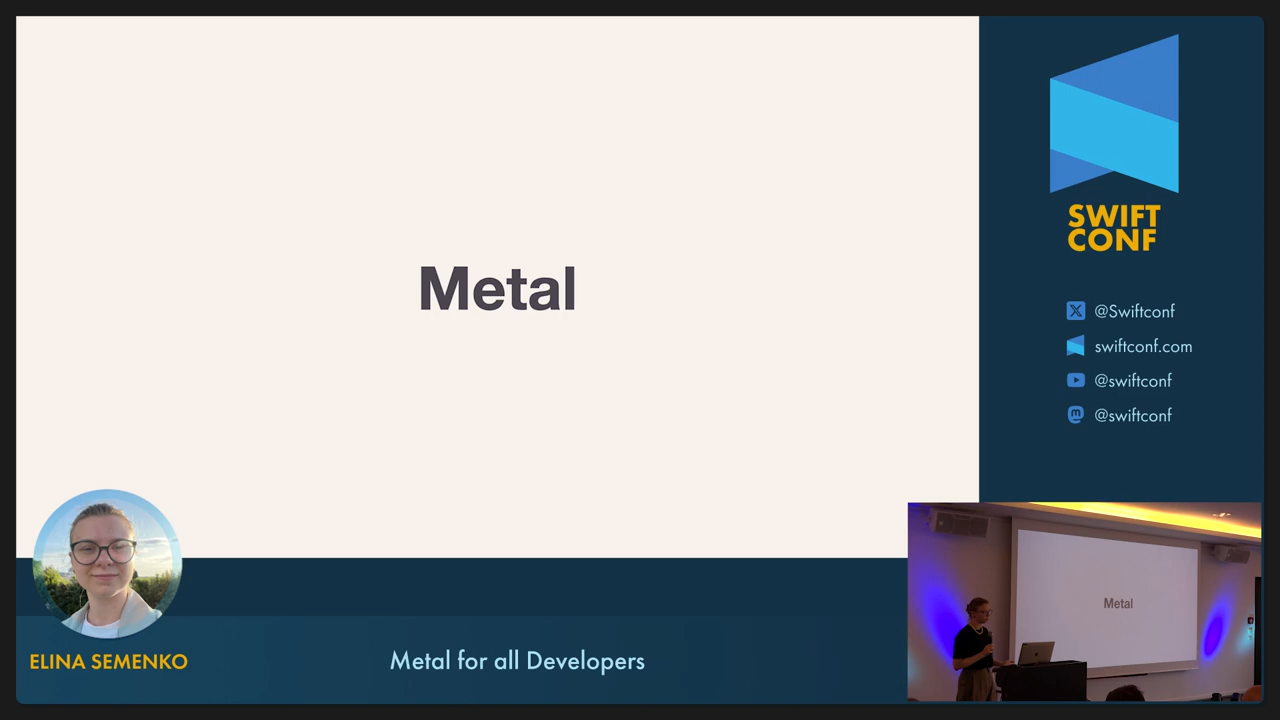 Metal
SWIFT
CONF
@Swiftconf
swiftconf.com
@swiftconf
@swiftconf
Metal
ELINA SEMENKO
Metal for all Developers